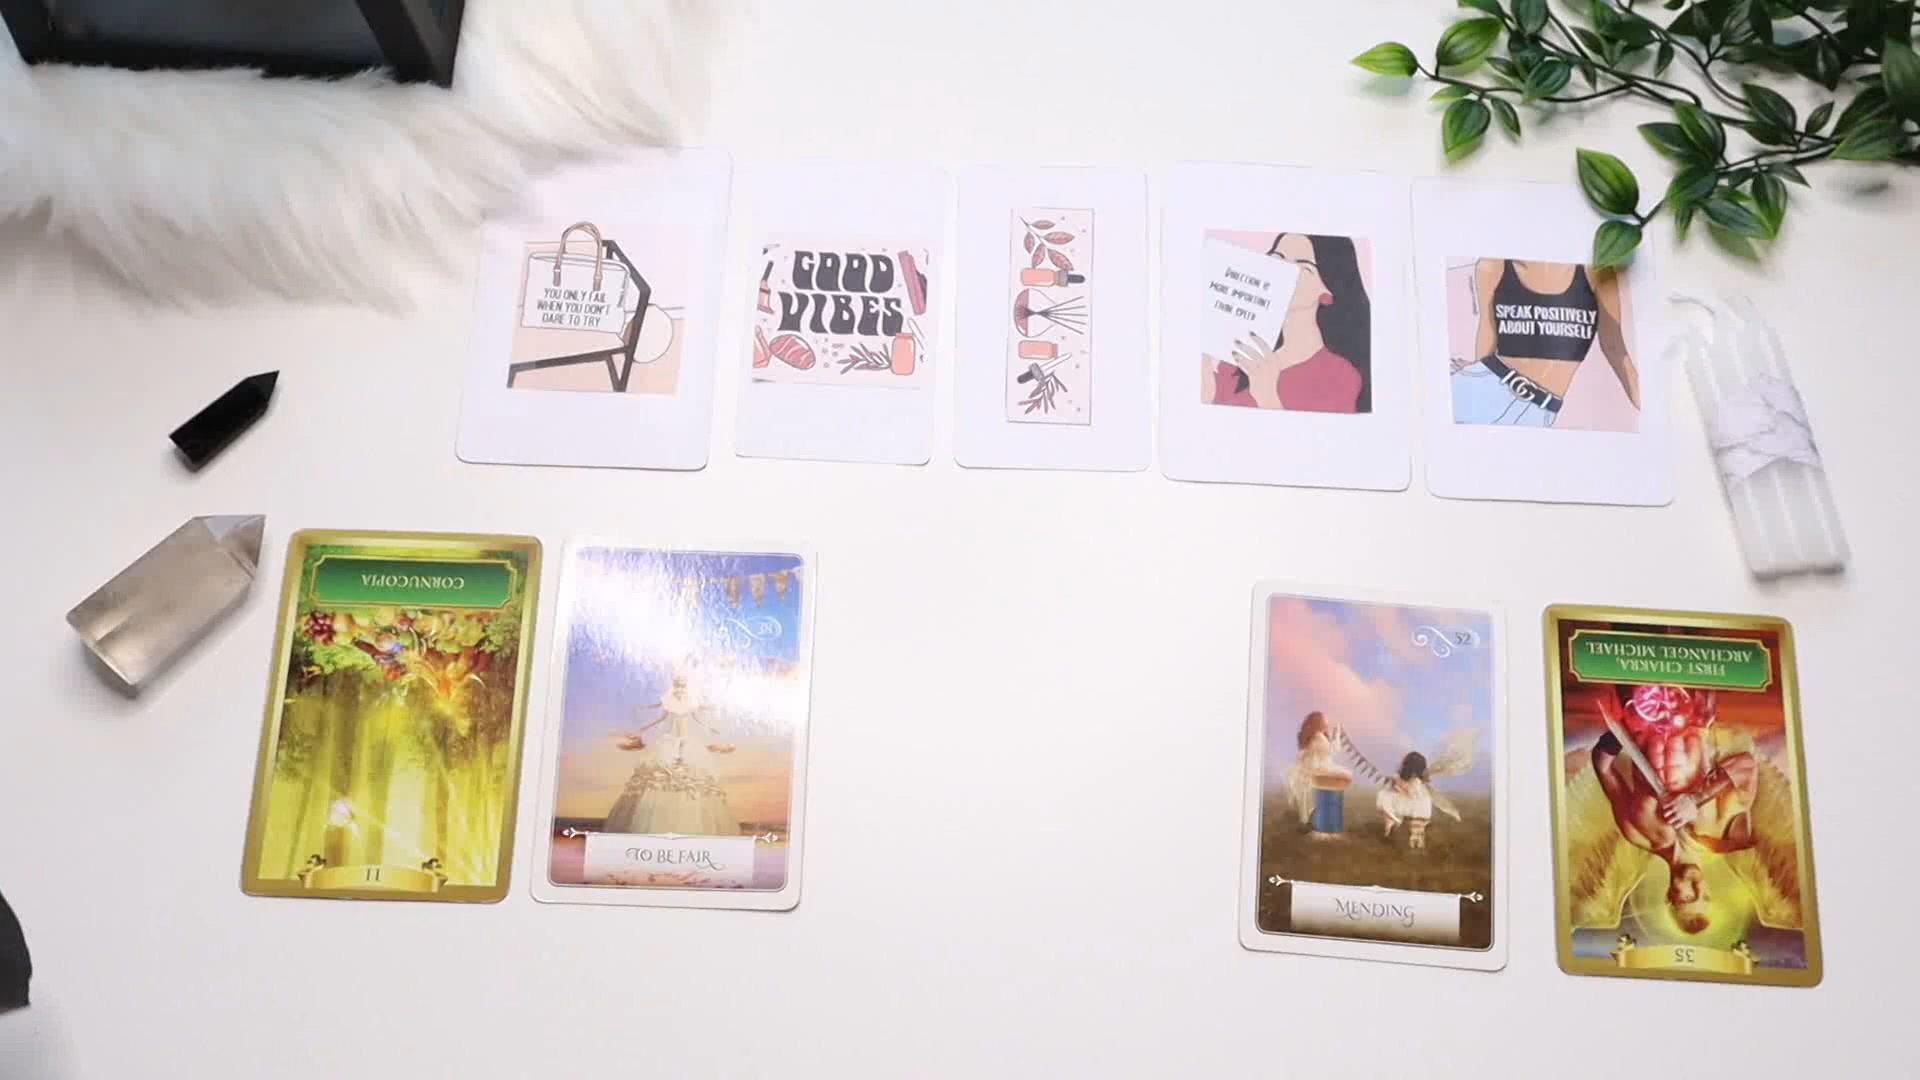 YOU ONLY FAIL
WHEN YOU DON'T
DARE TO TRY
GOOD
VIBES
DIRECTION IS
MORE IMPORTANT
THAN SPEED
SPEAK POSITIVELY
ABOUT YOURSELF
CORNUCOPIA
11
38
TO BE FAIR
52
MENDING
FIRST CHAKRA,
ARCHANGEL MICHAEL
35